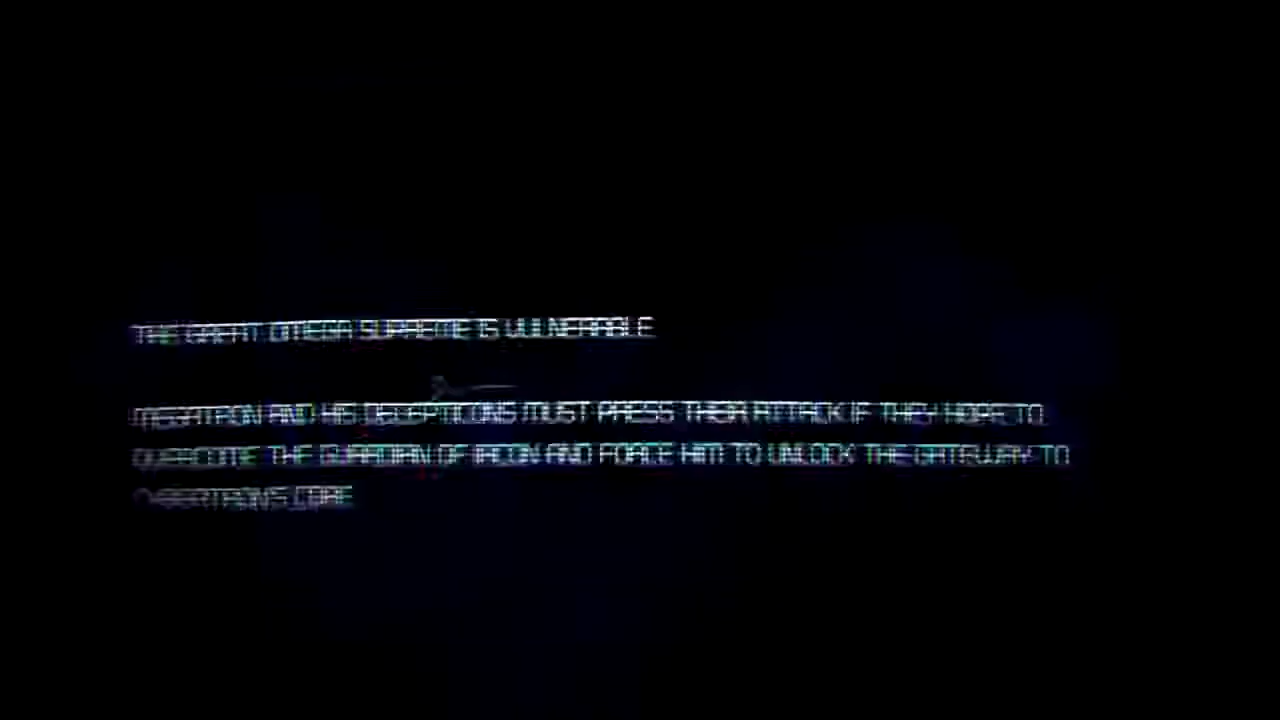 THE GREAT OMEGA SUPREME IS VULNERABLE
MEGATRON AND HIS DECEPTICONS MUST PRESS THEIR ATTACK IF THEY HOPE TO
OVERCOME THE GUARDIAN OF IACON AND FORCE HIM TO UNLOCK THE GATEWAY TO
CYBERTRON'S CORE